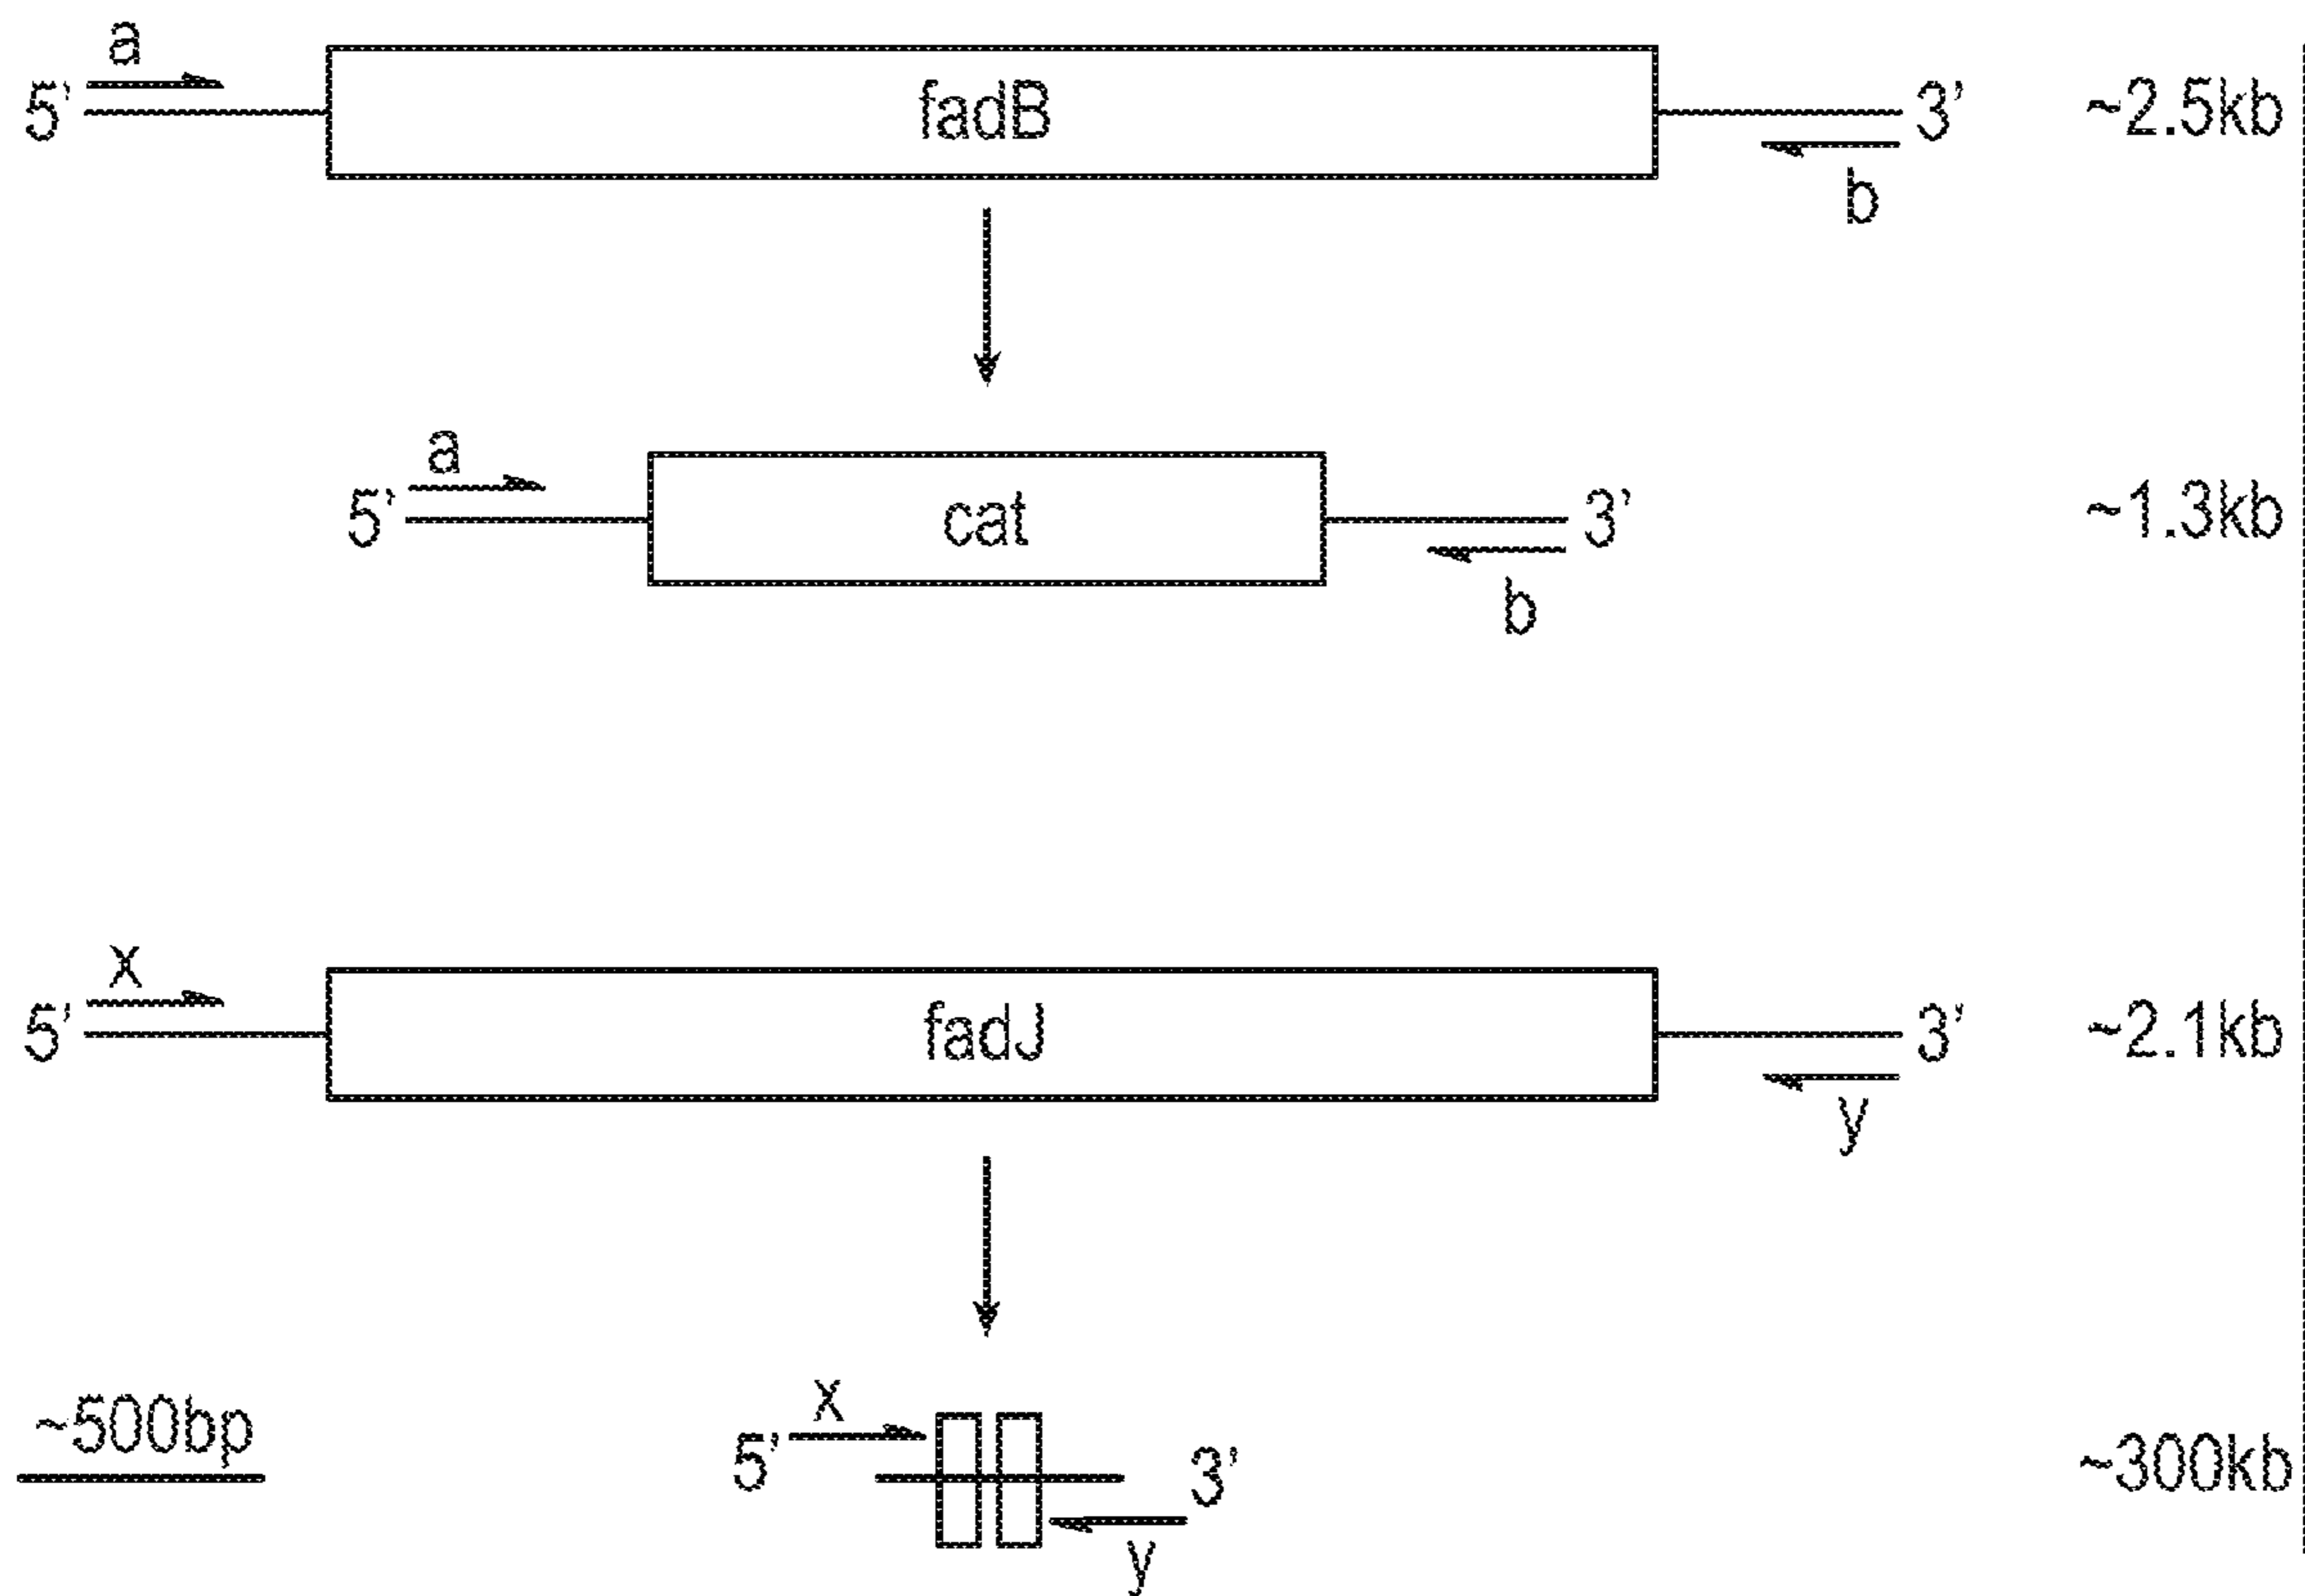 a
5' fadB 3' ~2.5kb
b
a
5' cat 3' ~1.3kb
b
x
5' fadJ 3' ~2.1kb
y
~500bp
x
5' 3' ~300kb
y